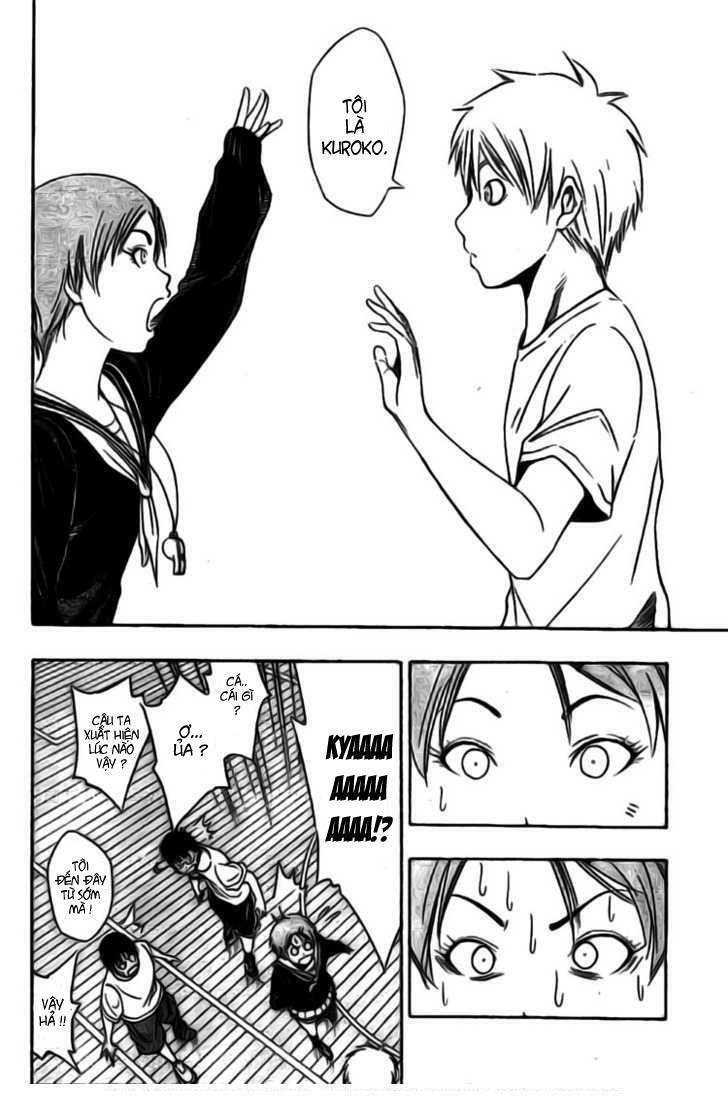 TÔI
LÀ
KUROKO.
KYAAAA
AAAAA
AAAA!?
CÁ..
CÁI GÌ
?
Ơ...
ỦA ?
CẬU TA
XUẤT HIỆN
LÚC NÃO
VẬY ?
TÔI
ĐẾN ĐÂY
TỪ SỚM
MÀ !
VẬY
HẢ !!